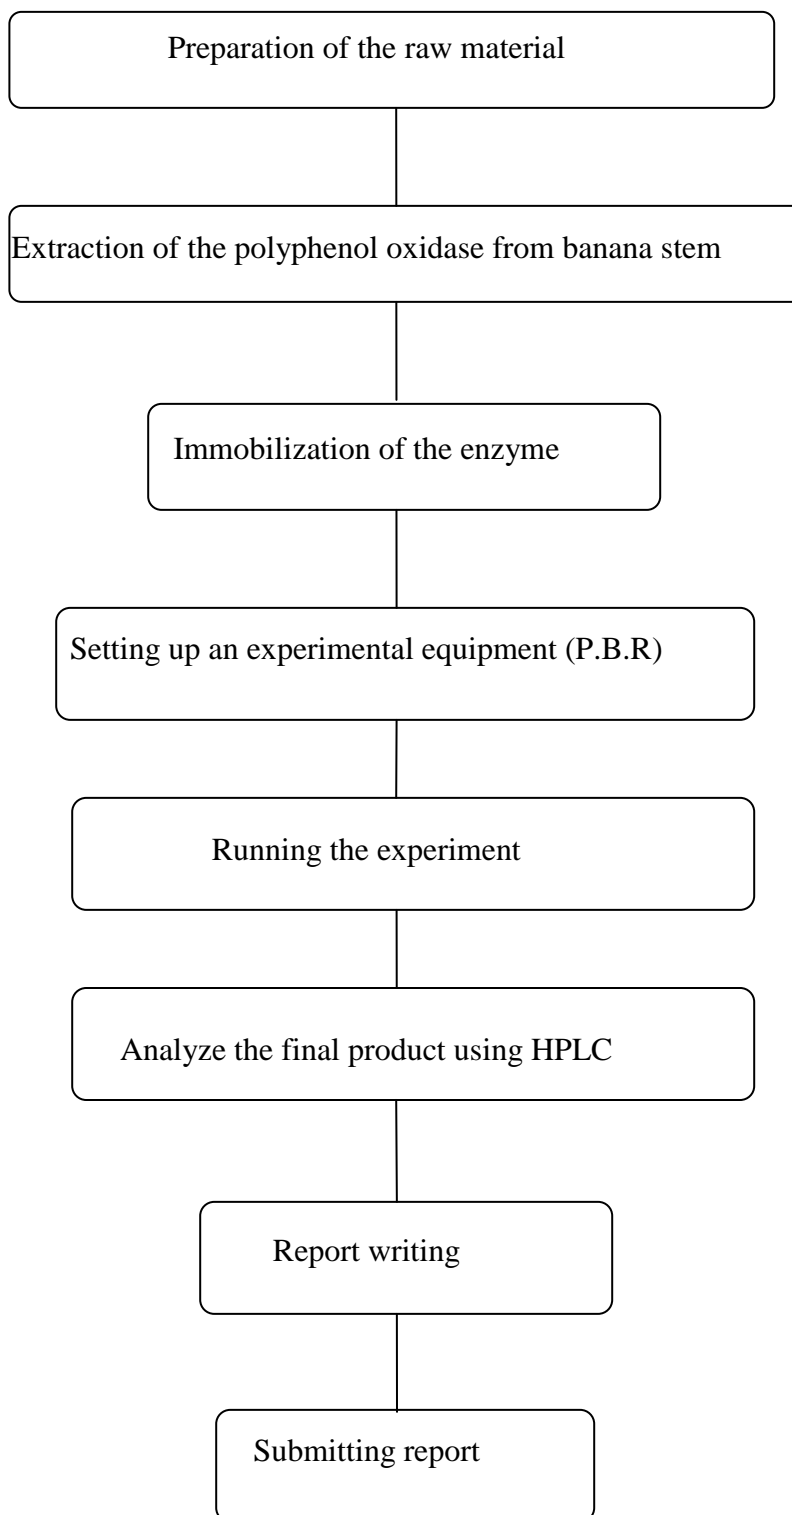 Preparation of the raw material
Extraction of the polyphenol oxidase from banana stem
Immobilization of the enzyme
Setting up an experimental equipment (P.B.R)
Running the experiment
Analyze the final product using HPLC
Report writing
Submitting report